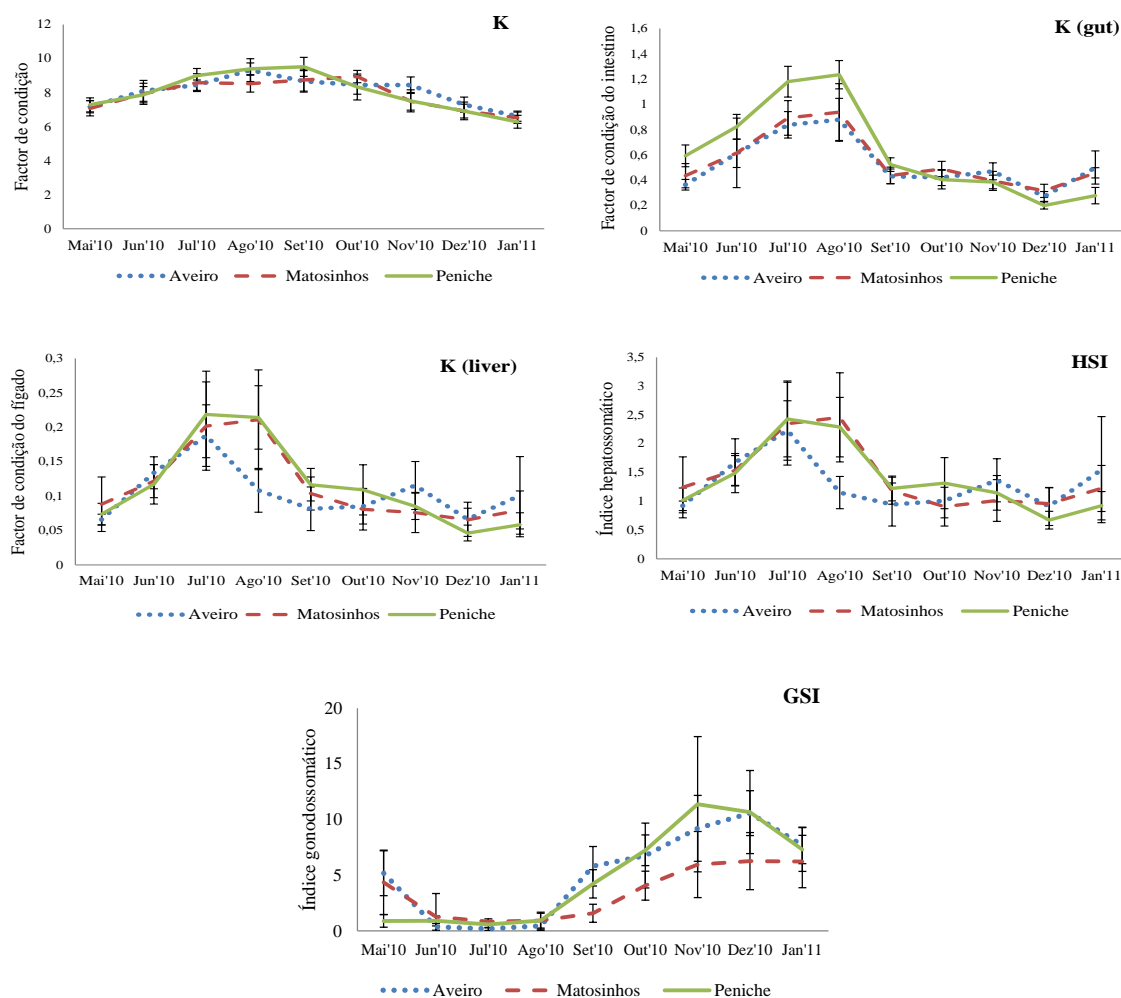 K
Factor de condição
12
10
8
6
4
2
0
Mai'10 Jun'10 Jul'10 Ago'10 Set'10 Out'10 Nov'10 Dez'10 Jan'11
Aveiro Matosinhos Peniche
K (gut)
Factor de condição do intestino
1,6
1,4
1,2
1
0,8
0,6
0,4
0,2
0
Mai'10 Jun'10 Jul'10 Ago'10 Set'10 Out'10 Nov'10 Dez'10 Jan'11
Aveiro Matosinhos Peniche
K (liver)
Factor de condição do fígado
0,3
0,25
0,2
0,15
0,1
0,05
0
Mai'10 Jun'10 Jul'10 Ago'10 Set'10 Out'10 Nov'10 Dez'10 Jan'11
Aveiro Matosinhos Peniche
HSI
Índice hepatossomático
3,5
3
2,5
2
1,5
1
0,5
0
Mai'10 Jun'10 Jul'10 Ago'10 Set'10 Out'10 Nov'10 Dez'10 Jan'11
Aveiro Matosinhos Peniche
GSI
Índice gonodossomático
20
15
10
5
0
Mai'10 Jun'10 Jul'10 Ago'10 Set'10 Out'10 Nov'10 Dez'10 Jan'11
Aveiro Matosinhos Peniche